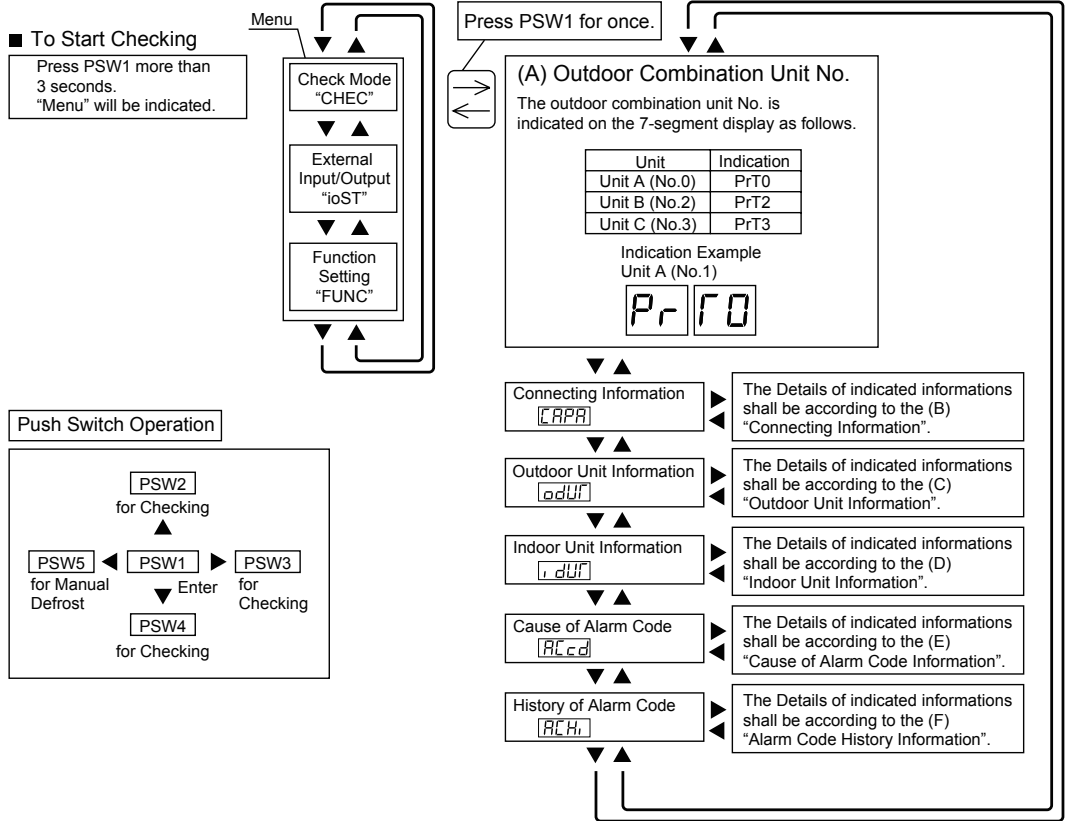 ■ To Start Checking
Press PSW1 more than
3 seconds.
“Menu” will be indicated.
Menu
Check Mode
“CHEC”
External
Input/Output
“ioST”
Function
Setting
“FUNC”
Press PSW1 for once.
(A) Outdoor Combination Unit No.
The outdoor combination unit No. is
indicated on the 7-segment display as follows.
Unit Indication
Unit A (No.0) PrT0
Unit B (No.2) PrT2
Unit C (No.3) PrT3
Indication Example
Unit A (No.1)
Pr T0
Connecting Information
CAPA
The Details of indicated informations
shall be according to the (B)
“Connecting Information”.
Outdoor Unit Information
odUT
The Details of indicated informations
shall be according to the (C)
“Outdoor Unit Information”.
Indoor Unit Information
idUT
The Details of indicated informations
shall be according to the (D)
“Indoor Unit Information”.
Cause of Alarm Code
ACcd
The Details of indicated informations
shall be according to the (E)
“Cause of Alarm Code Information”.
History of Alarm Code
ACHi
The Details of indicated informations
shall be according to the (F)
“Alarm Code History Information”.
Push Switch Operation
PSW2
for Checking
PSW5 PSW1 PSW3
for Manual
Defrost
Enter
for
Checking
PSW4
for Checking